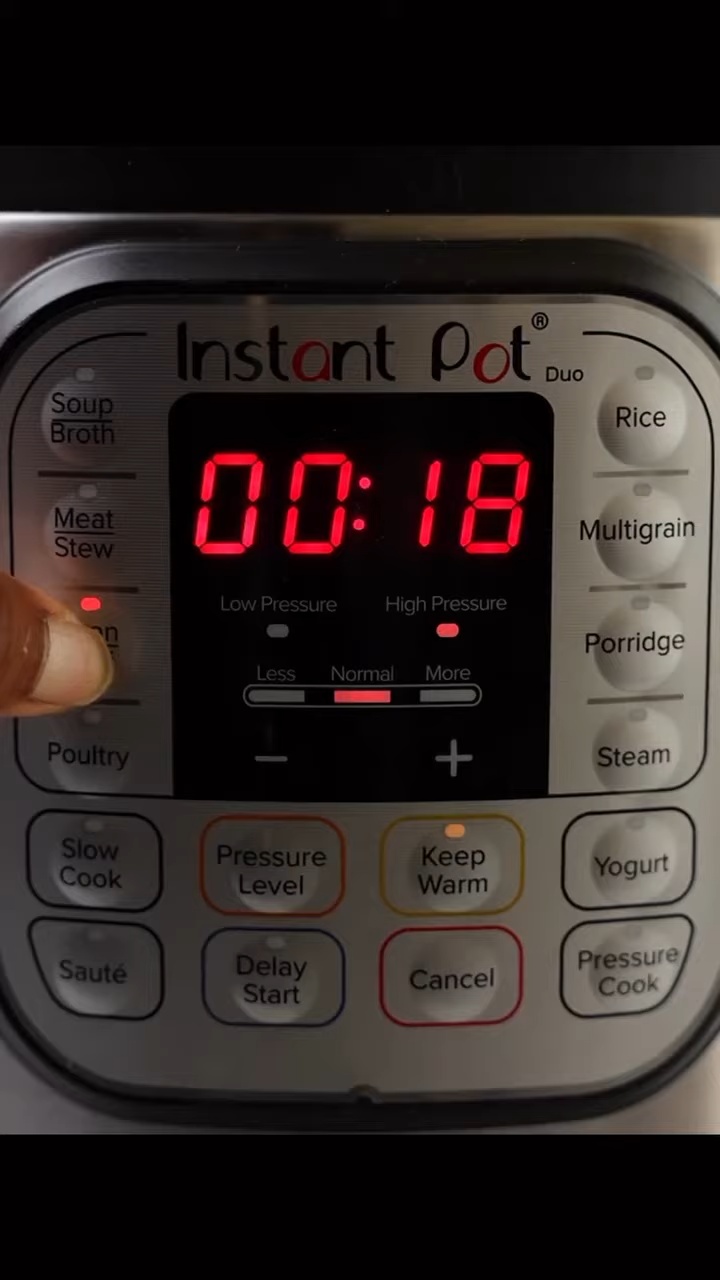 Instant Pot® Duo
Soup
Broth
Rice
00:18
Meat
Stew
Multigrain
Low Pressure High Pressure
Porridge
Less Normal More
− +
Poultry
Steam
Slow
Cook
Pressure
Level
Keep
Warm
Yogurt
Sauté
Delay
Start
Cancel
Pressure
Cook